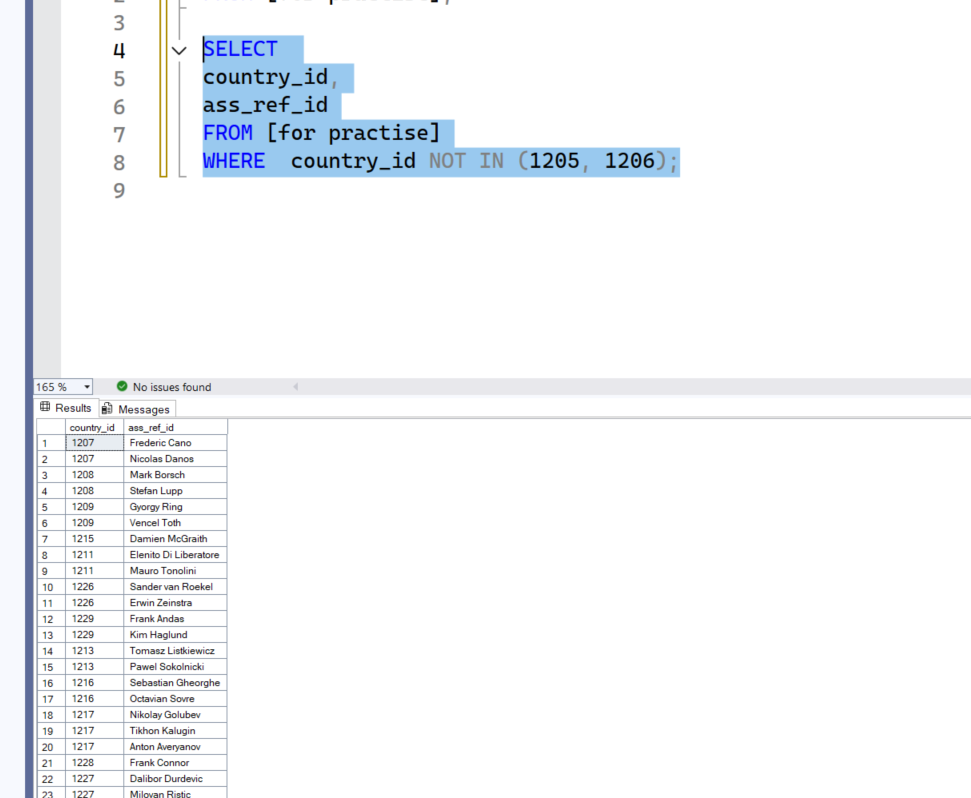 3
4 SELECT
5 country_id,
6 ass_ref_id
7 FROM [for practise]
8 WHERE  country_id NOT IN (1205, 1206);
9
165 % No issues found
Results Messages
country_id ass_ref_id
1 1207 Frederic Cano
2 1207 Nicolas Danos
3 1208 Mark Borsch
4 1208 Stefan Lupp
5 1209 Gyorgy Ring
6 1209 Vencel Toth
7 1215 Damien McGraith
8 1211 Elenito Di Liberatore
9 1211 Mauro Tonolini
10 1226 Sander van Roekel
11 1226 Erwin Zeinstra
12 1229 Frank Andas
13 1229 Kim Haglund
14 1213 Tomasz Listkiewicz
15 1213 Pawel Sokolnicki
16 1216 Sebastian Gheorghe
17 1216 Octavian Sovre
18 1217 Nikolay Golubev
19 1217 Tikhon Kalugin
20 1217 Anton Averyanov
21 1228 Frank Connor
22 1227 Dalibor Durdevic
23 1227 Milovan Ristic